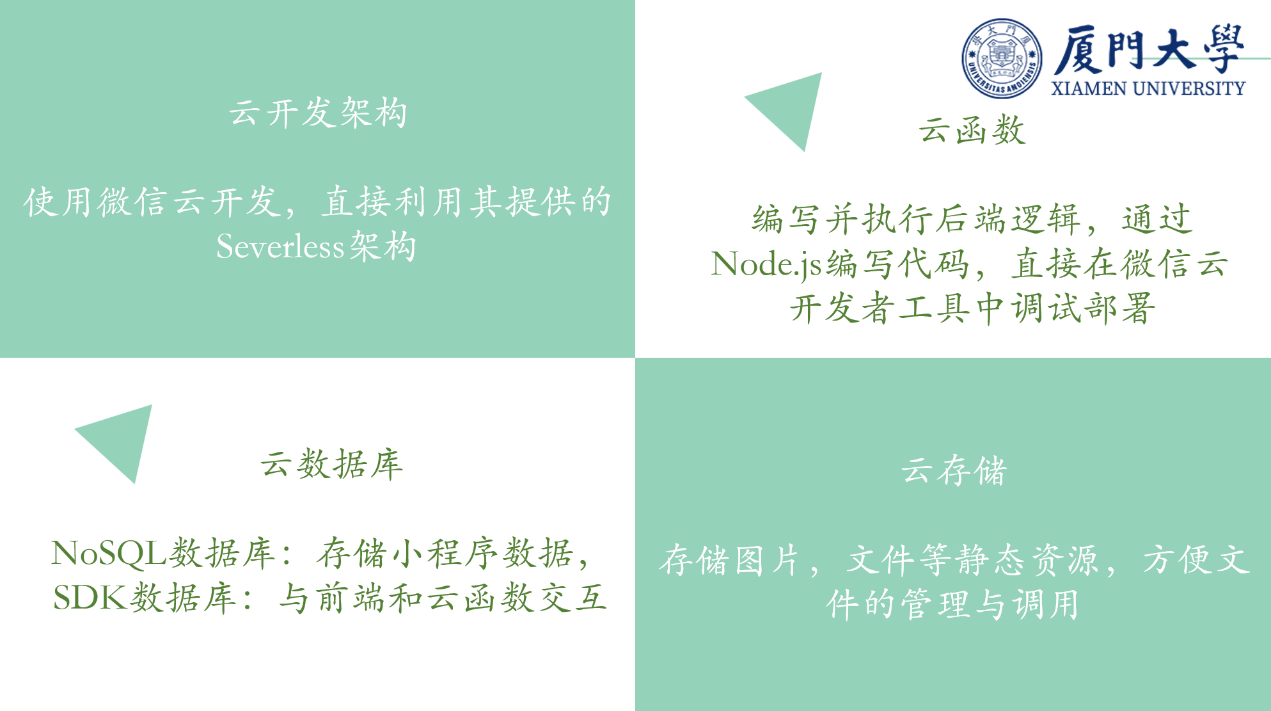 云开发架构
使用微信云开发，直接利用其提供的
Severless架构
廈門大學
XIAMEN UNIVERSITY
云函数
编写并执行后端逻辑，通过
Node.js编写代码，直接在微信云
开发者工具中调试部署
云数据库
NoSQL数据库：存储小程序数据，
SDK数据库：与前端和云函数交互
云存储
存储图片，文件等静态资源，方便文
件的管理与调用